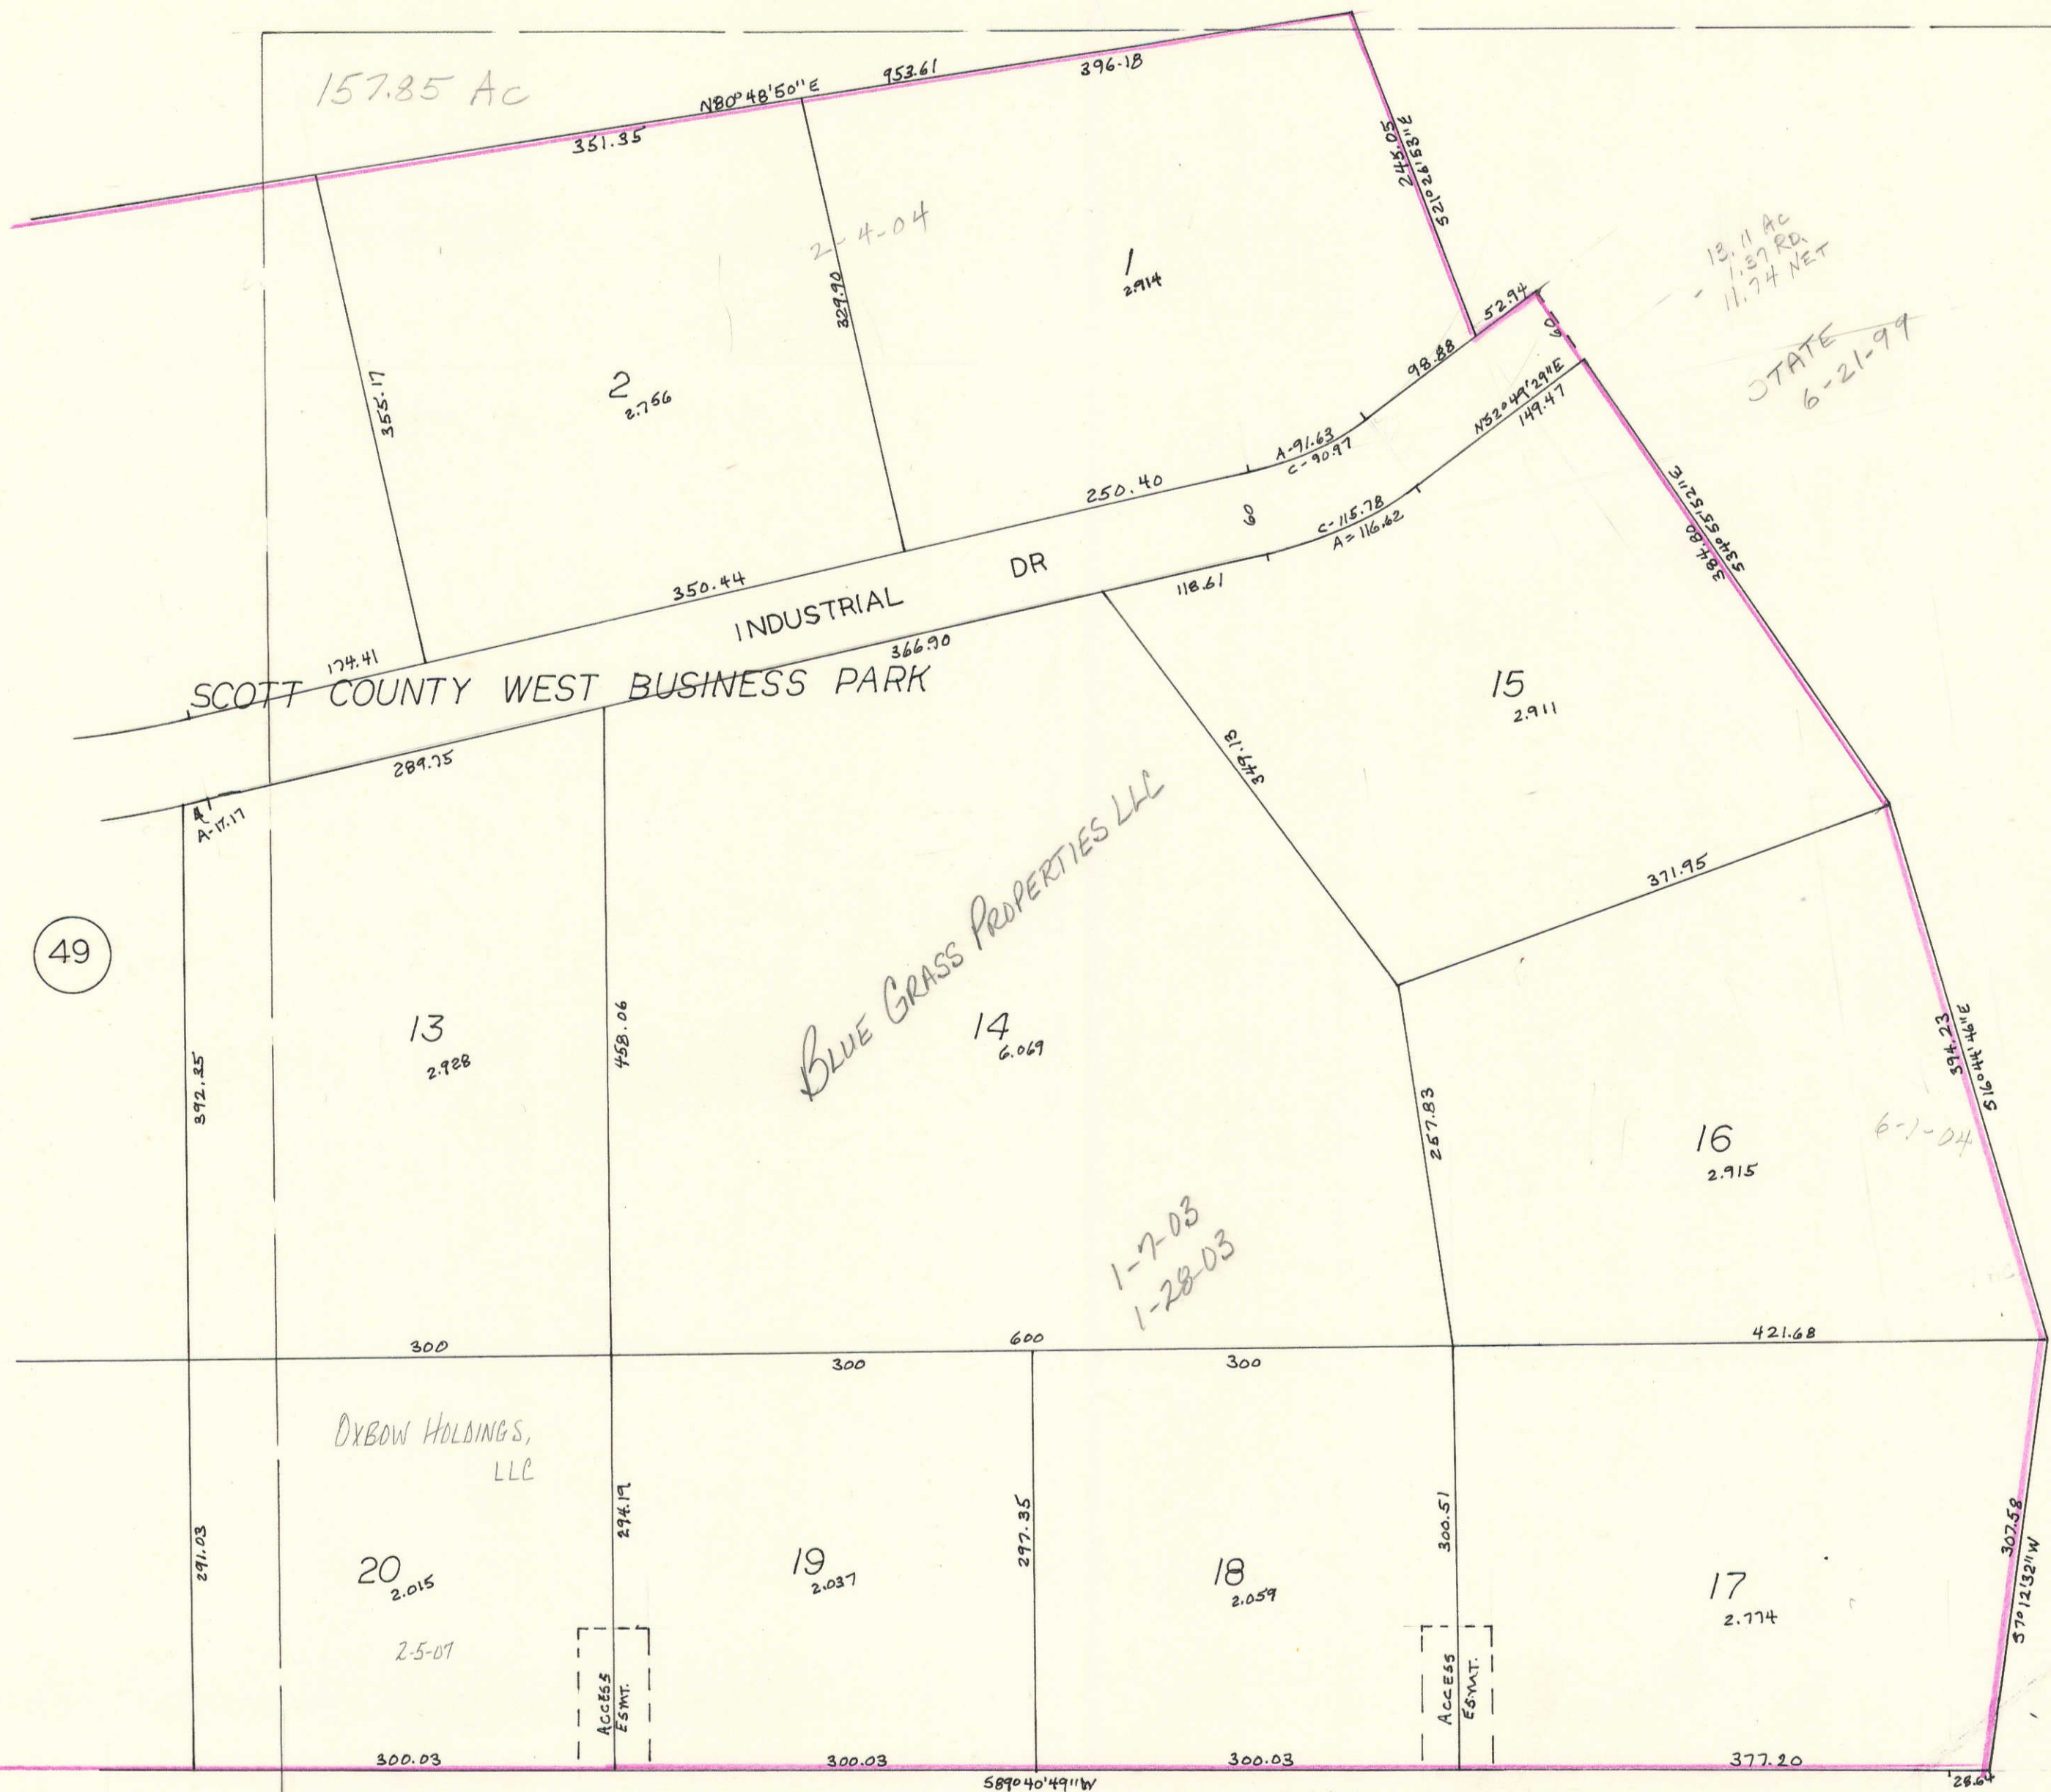 157.85 Ac
N80°48'50"E
953.61
396.18
351.35
245.05
S21°26'53"E
2-4-04
1
2.914
329.90
355.17
2
2.756
52.94
60'
98.88
N52°49'29"E
149.47
13.11 AC
- 1.37 RD.
11.74 NET
STATE
6-21-99
A-91.63
C-90.97
250.40
60
C-115.78
A=116.62
384.80
S34°55'52"E
350.44
INDUSTRIAL DR
118.61
366.90
174.41
SCOTT COUNTY WEST BUSINESS PARK
289.75
A-17.17
15
2.911
349.13
371.95
BLUE GRASS PROPERTIES LLC
49
13
2.928
458.06
14
6.069
392.35
257.83
16
2.915
394.23
S16°44'46"E
6-7-04
1-7-03
1-28-03
300
600
421.68
300
300
OXBOW HOLDINGS,
LLC
291.03
294.19
297.35
300.51
307.58
S7°12'32"W
20
2.015
19
2.037
18
2.059
17
2.774
2-5-07
ACCESS
ESMT.
ACCESS
ESMT.
300.03
300.03
300.03
377.20
S89°40'49"W
28.64